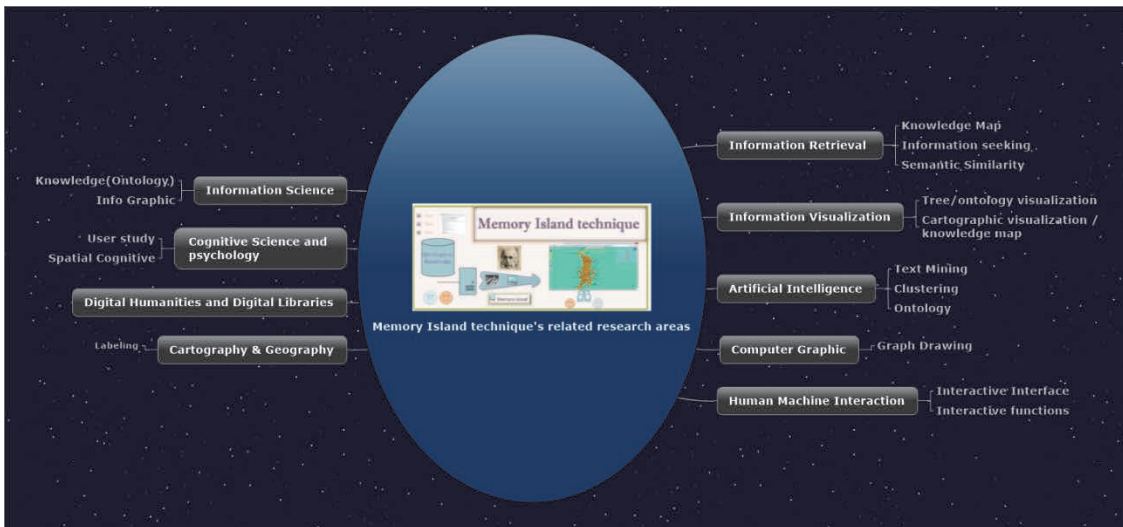 Memory Island technique
Memory Island technique's related research areas
Information Science
Knowledge(Ontology)
Info Graphic
Cognitive Science and
psychology
User study
Spatial Cognitive
Digital Humanities and Digital Libraries
Cartography & Geography
Labeling
Information Retrieval
Knowledge Map
Information seeking
Semantic Similarity
Information Visualization
Tree/ontology visualization
Cartographic visualization /
knowledge map
Artificial Intelligence
Text Mining
Clustering
Ontology
Computer Graphic
Graph Drawing
Human Machine Interaction
Interactive Interface
Interactive functions